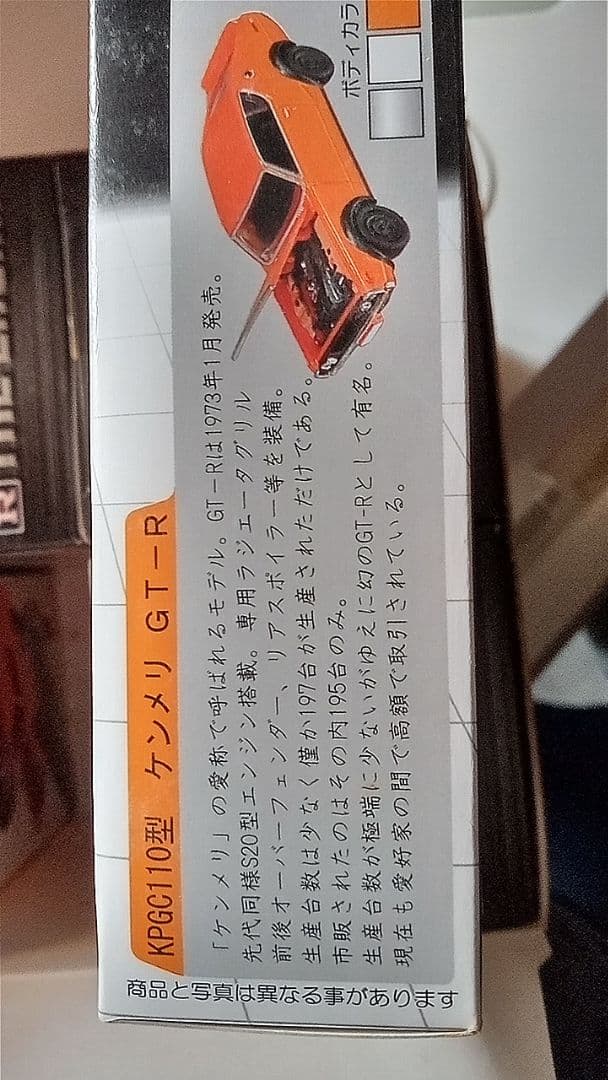 KPGC110型 ケンメリ GT-R
「ケンメリ」の愛称で呼ばれるモデル。GT-Rは1973年1月発売。
先代同様S20型エンジン搭載。専用ラジエータグリル
前後オーバーフェンダー、リアスポイラー等を装備。
生産台数は少なく僅か197台が生産されただけである。
市販されたのはその内195台のみ。
生産台数が極端に少ないがゆえに幻のGT-Rとして有名。
現在も愛好家の間で高額で取引されている。
ボディカラ
商品と写真は異なる事があります
R